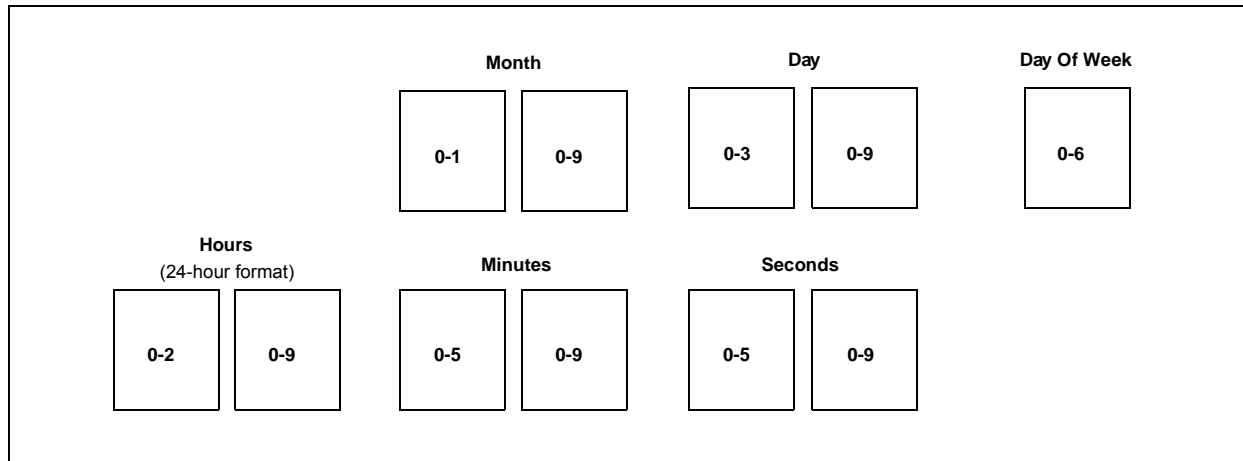 Month Day Day Of Week
0-1 0-9 0-3 0-9 0-6
Hours
(24-hour format)
Minutes Seconds
0-2 0-9 0-5 0-9 0-5 0-9